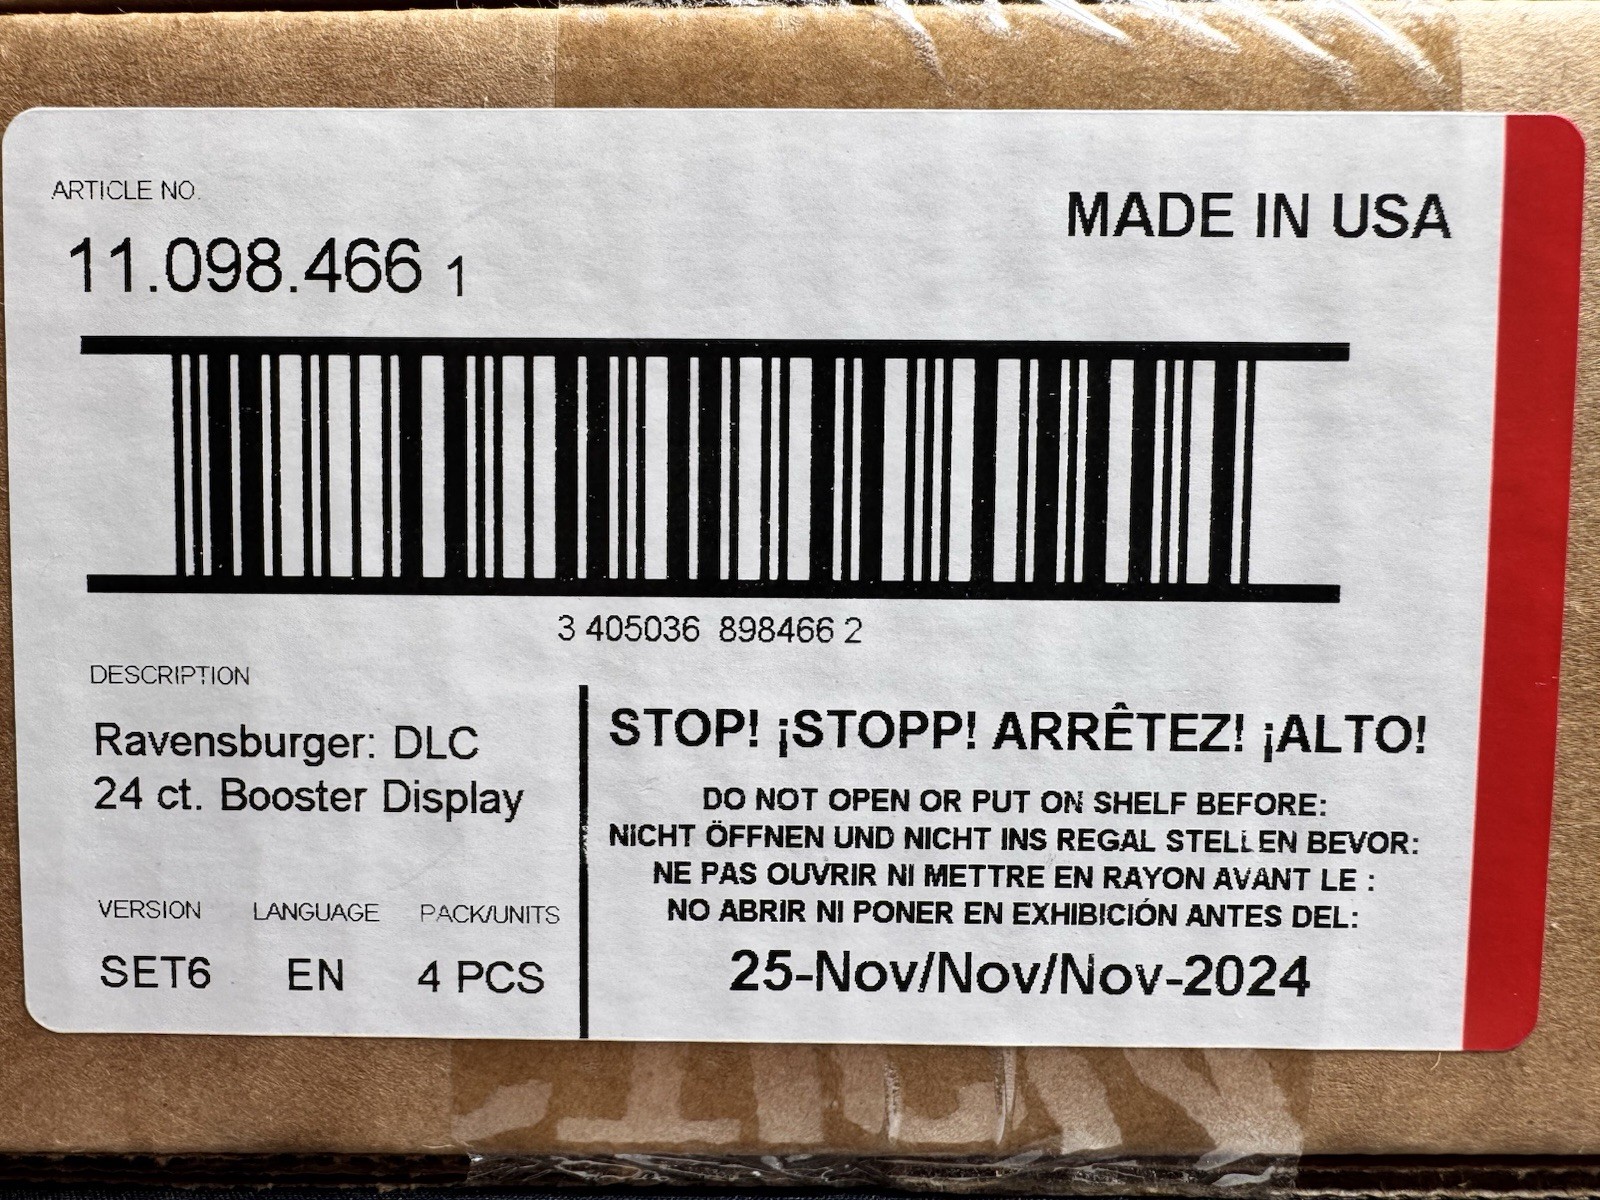 ARTICLE NO.
MADE IN USA
11.098.466 1
3 405036 898466 2
DESCRIPTION
Ravensburger: DLC
24 ct. Booster Display
VERSION LANGUAGE PACK/UNITS
SET6 EN 4 PCS
STOP! ¡STOPP! ARRÊTEZ! ¡ALTO!
DO NOT OPEN OR PUT ON SHELF BEFORE:
NICHT ÖFFNEN UND NICHT INS REGAL STELLEN BEVOR:
NE PAS OUVRIR NI METTRE EN RAYON AVANT LE :
NO ABRIR NI PONER EN EXHIBICIÓN ANTES DEL:
25-Nov/Nov/Nov-2024